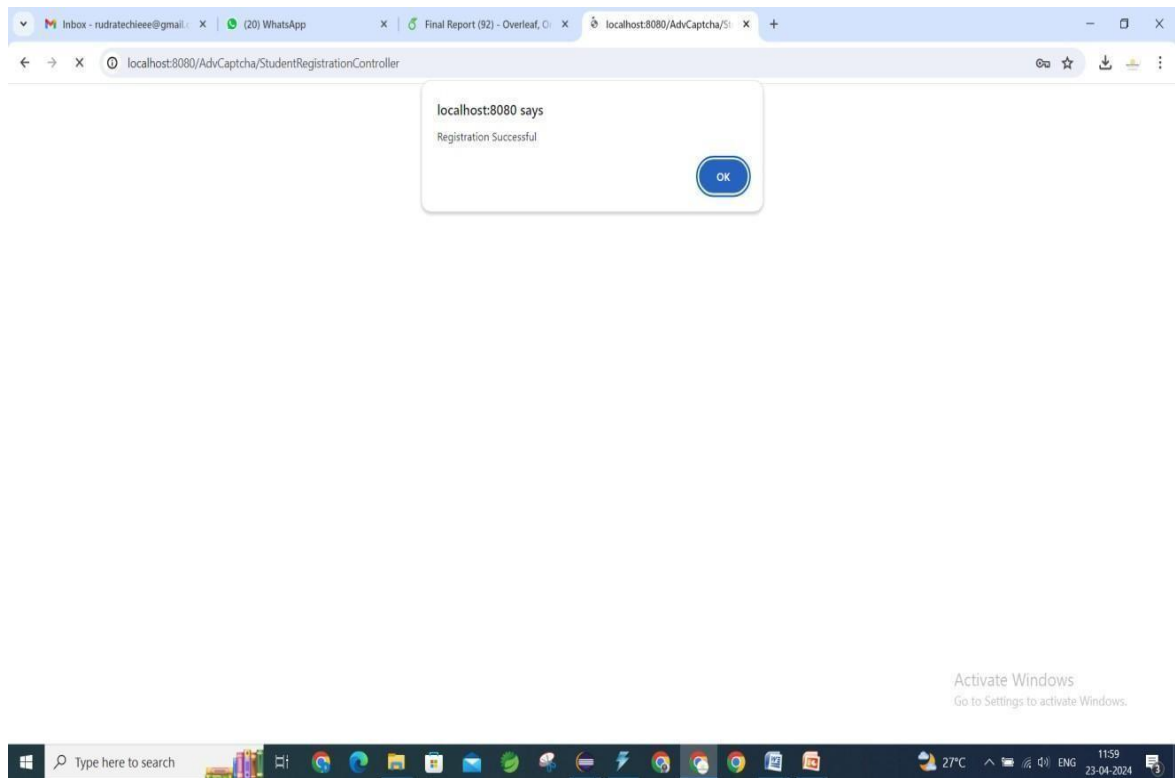 Inbox - rudratechieee@gmail.c
(20) WhatsApp
Final Report (92) - Overleaf, O
localhost:8080/AdvCaptcha/St
localhost:8080/AdvCaptcha/StudentRegistrationController
localhost:8080 says
Registration Successful
OK
Activate Windows
Go to Settings to activate Windows.
Type here to search
27°C
ENG
11:59
23-04-2024
3